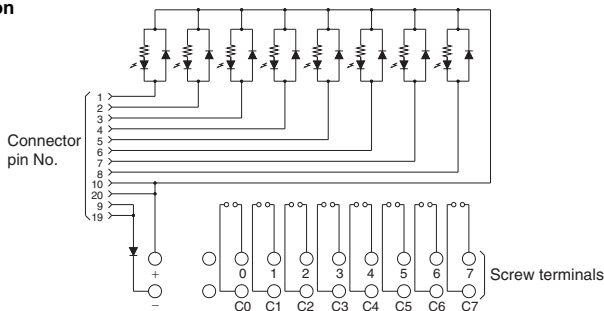 on
1
2
3
4
5
6
7
8
10
20
9
19
Connector
pin No.
+ 0 1 2 3 4 5 6 7
Screw terminals
− C0 C1 C2 C3 C4 C5 C6 C7